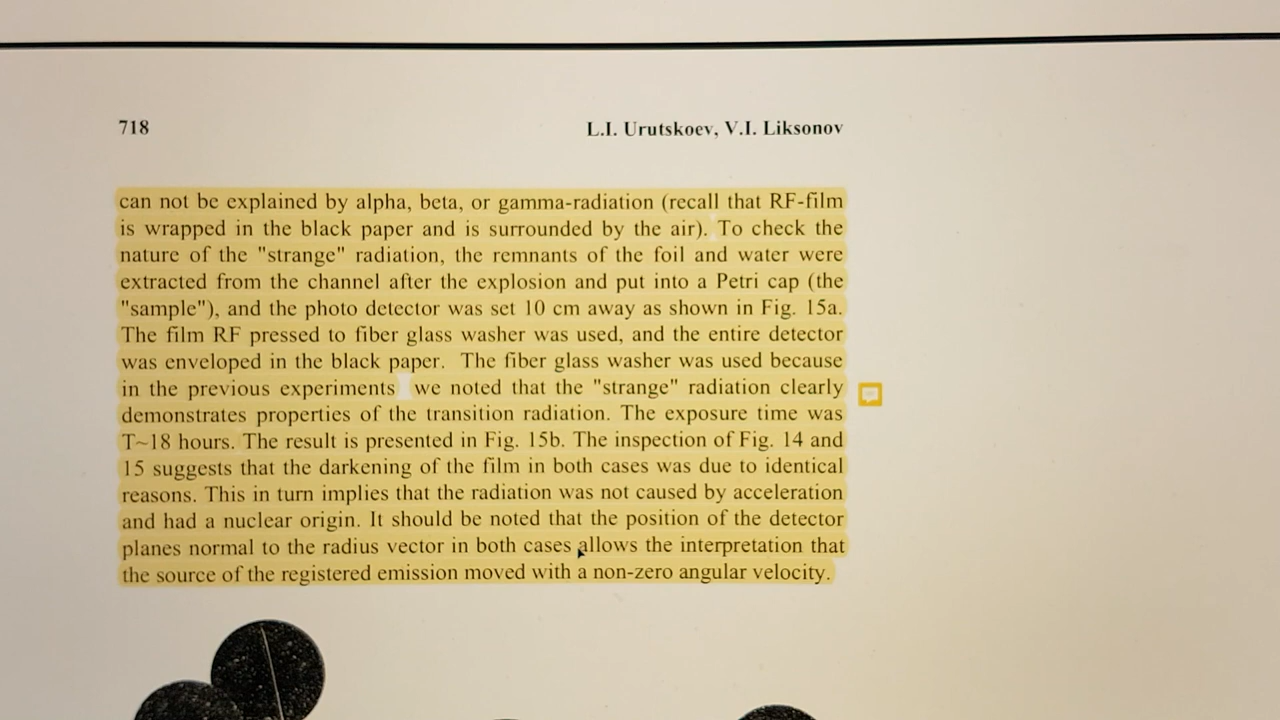 718
L.I. Urutskoev, V.I. Liksonov
can not be explained by alpha, beta, or gamma-radiation (recall that RF-film
is wrapped in the black paper and is surrounded by the air). To check the
nature of the "strange" radiation, the remnants of the foil and water were
extracted from the channel after the explosion and put into a Petri cap (the
"sample"), and the photo detector was set 10 cm away as shown in Fig. 15a.
The film RF pressed to fiber glass washer was used, and the entire detector
was enveloped in the black paper. The fiber glass washer was used because
in the previous experiments we noted that the "strange" radiation clearly
demonstrates properties of the transition radiation. The exposure time was
T~18 hours. The result is presented in Fig. 15b. The inspection of Fig. 14 and
15 suggests that the darkening of the film in both cases was due to identical
reasons. This in turn implies that the radiation was not caused by acceleration
and had a nuclear origin. It should be noted that the position of the detector
planes normal to the radius vector in both cases allows the interpretation that
the source of the registered emission moved with a non-zero angular velocity.